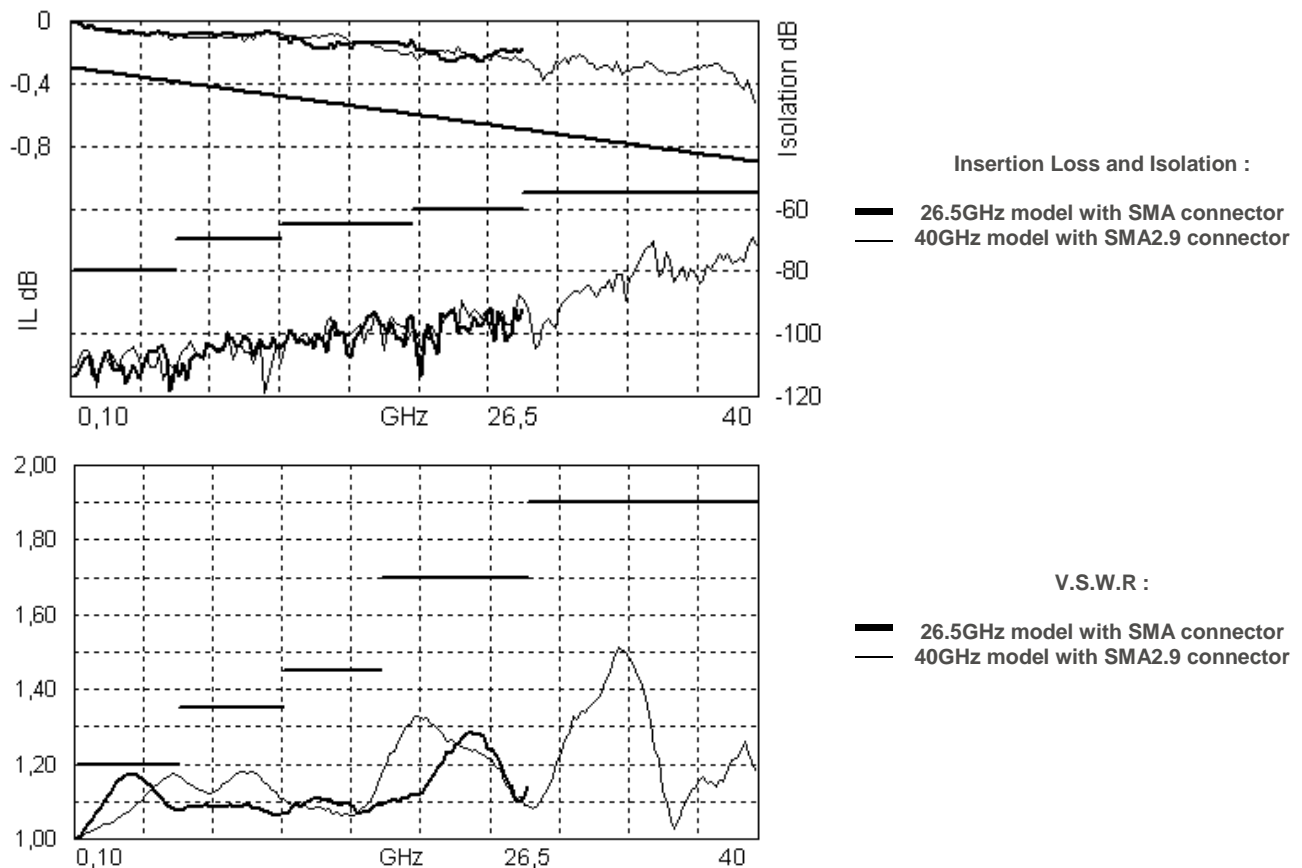 0
-0,4
-0,8
IL dB
Isolation dB
-60
-80
-100
-120
0,10 GHz 26,5 40
Insertion Loss and Isolation :
26.5GHz model with SMA connector
40GHz model with SMA2.9 connector
2,00
1,80
1,60
1,40
1,20
1,00
0,10 GHz 26,5 40
V.S.W.R :
26.5GHz model with SMA connector
40GHz model with SMA2.9 connector